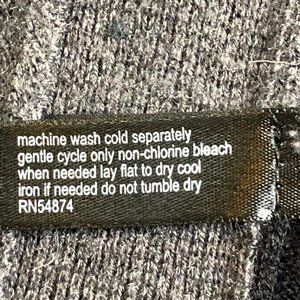 machine wash cold separately
gentle cycle only non-chlorine bleach
when needed lay flat to dry cool
iron if needed do not tumble dry
RN54874